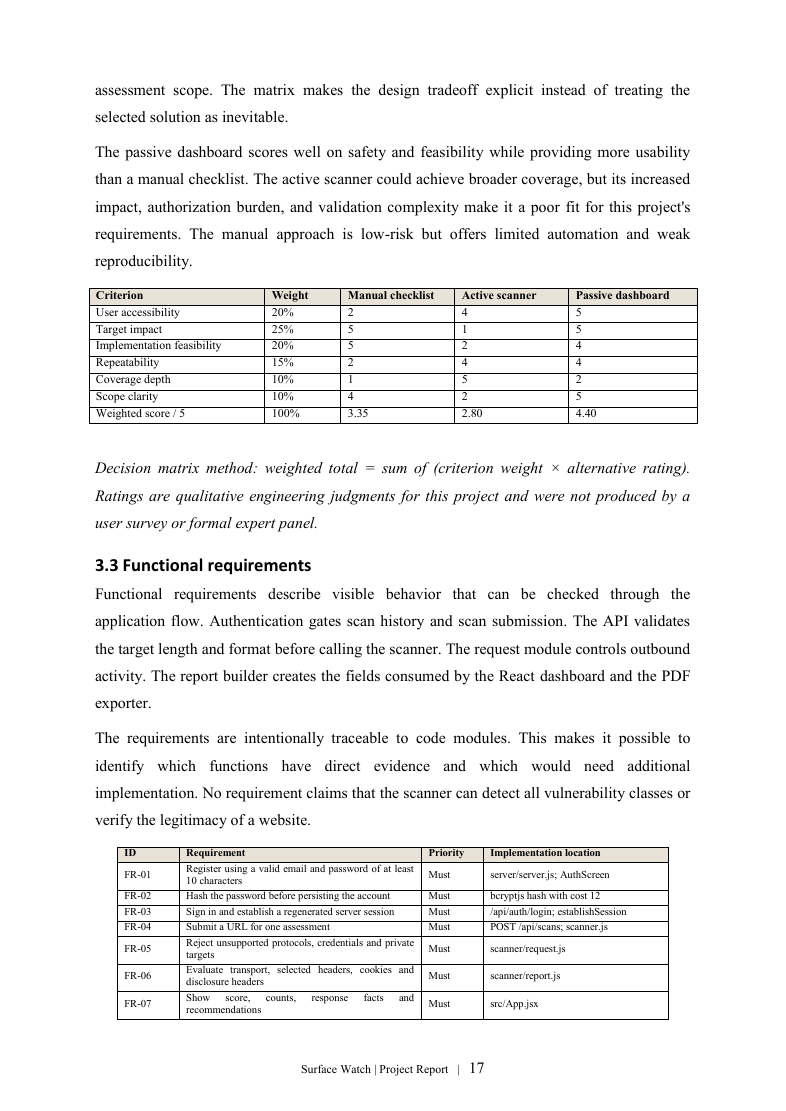 assessment scope. The matrix makes the design tradeoff explicit instead of treating the
selected solution as inevitable.
The passive dashboard scores well on safety and feasibility while providing more usability
than a manual checklist. The active scanner could achieve broader coverage, but its increased
impact, authorization burden, and validation complexity make it a poor fit for this project's
requirements. The manual approach is low-risk but offers limited automation and weak
reproducibility.
Criterion Weight Manual checklist Active scanner Passive dashboard
User accessibility 20% 2 4 5
Target impact 25% 5 1 5
Implementation feasibility 20% 5 2 4
Repeatability 15% 2 4 4
Coverage depth 10% 1 5 2
Scope clarity 10% 4 2 5
Weighted score / 5 100% 3.35 2.80 4.40
Decision matrix method: weighted total = sum of (criterion weight × alternative rating).
Ratings are qualitative engineering judgments for this project and were not produced by a
user survey or formal expert panel.
3.3 Functional requirements
Functional requirements describe visible behavior that can be checked through the
application flow. Authentication gates scan history and scan submission. The API validates
the target length and format before calling the scanner. The request module controls outbound
activity. The report builder creates the fields consumed by the React dashboard and the PDF
exporter.
The requirements are intentionally traceable to code modules. This makes it possible to
identify which functions have direct evidence and which would need additional
implementation. No requirement claims that the scanner can detect all vulnerability classes or
verify the legitimacy of a website.
ID Requirement Priority Implementation location
FR-01 Register using a valid email and password of at least
10 characters Must server/server.js; AuthScreen
FR-02 Hash the password before persisting the account Must bcryptjs hash with cost 12
FR-03 Sign in and establish a regenerated server session Must /api/auth/login; establishSession
FR-04 Submit a URL for one assessment Must POST /api/scans; scanner.js
FR-05 Reject unsupported protocols, credentials and private
targets Must scanner/request.js
FR-06 Evaluate transport, selected headers, cookies and
disclosure headers Must scanner/report.js
FR-07 Show score, counts, response facts and
recommendations Must src/App.jsx
Surface Watch | Project Report | 17